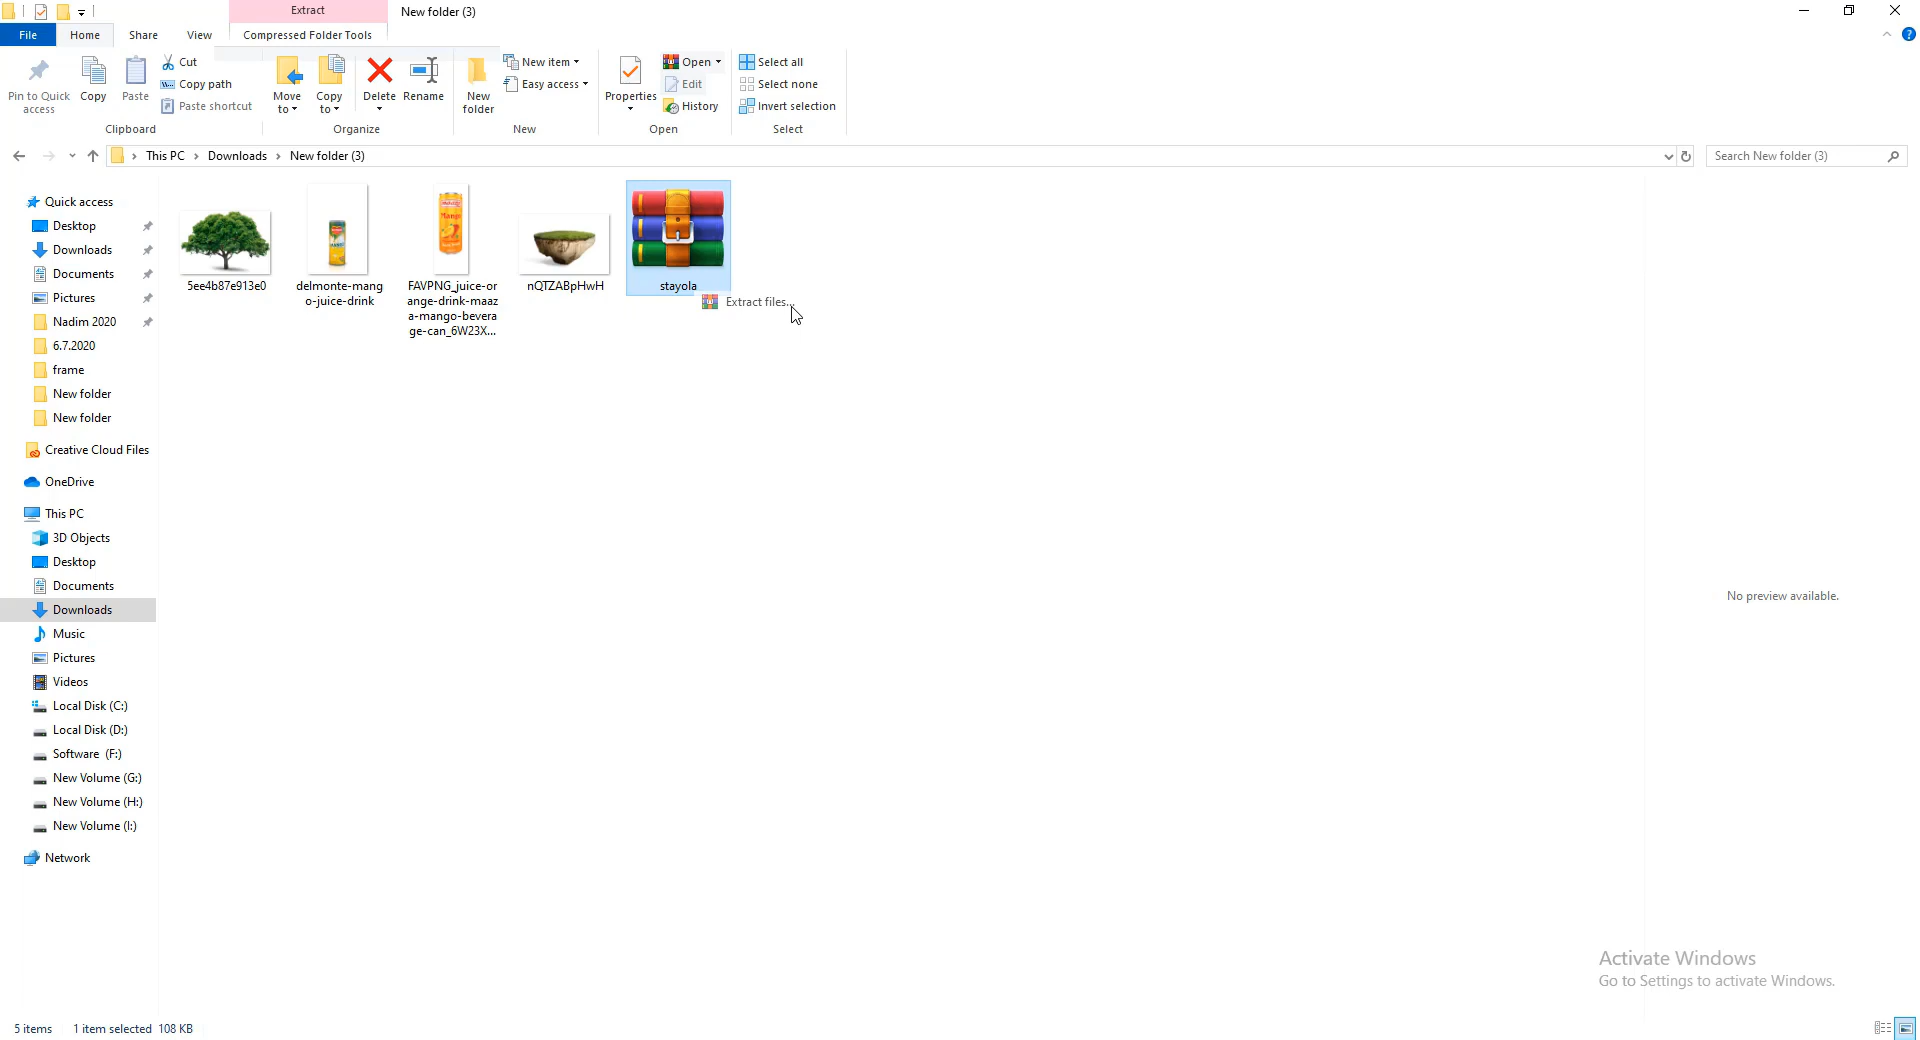 Extract
New folder (3)
File
Home
Share
View
Compressed Folder Tools
Pin to Quick
access
Copy
Paste
Cut
Copy path
Paste shortcut
Clipboard
Move
to
Copy
to
Delete
Rename
Organize
New
folder
New item
Easy access
New
Properties
Open
Edit
History
Open
Select all
Select none
Invert selection
Select
This PC
Downloads
New folder (3)
Search New folder (3)
Quick access
Desktop
Downloads
Documents
Pictures
Nadim 2020
6.7.2020
frame
New folder
New folder
Creative Cloud Files
OneDrive
This PC
3D Objects
Desktop
Documents
Downloads
Music
Pictures
Videos
Local Disk (C:)
Local Disk (D:)
Software (F:)
New Volume (G:)
New Volume (H:)
New Volume (I:)
Network
5ee4b87e913e0
delmonte-mang
o-juice-drink
Mango
FAVPNG_juice-or
ange-drink-maaz
a-mango-bevera
ge-can_6W23X...
nQTZABpHwH
stayola
Extract files...
No preview available.
Activate Windows
Go to Settings to activate Windows.
5 items
1 item selected 108 KB